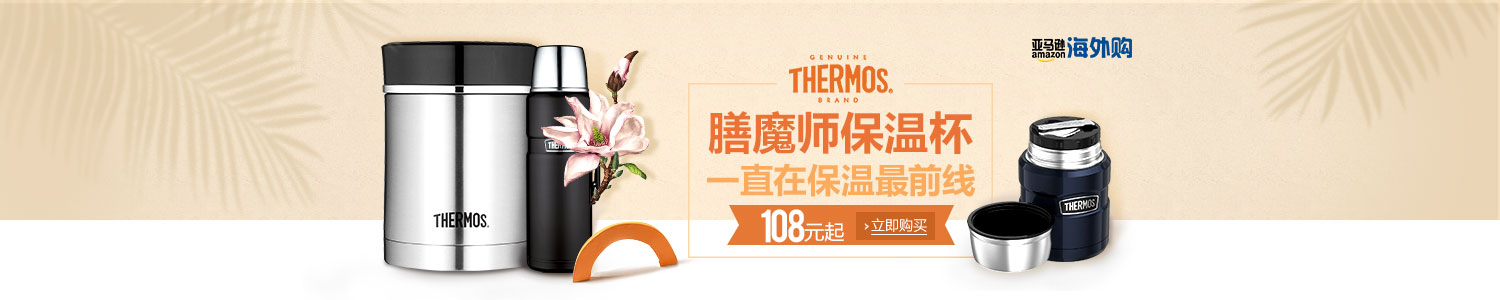 亚马逊
amazon
海外购
GENUINE
THERMOS.
BRAND
膳魔师保温杯
一直在保温最前线
108元起
›立即购买
THERMOS.
THERMOS
THERMOS